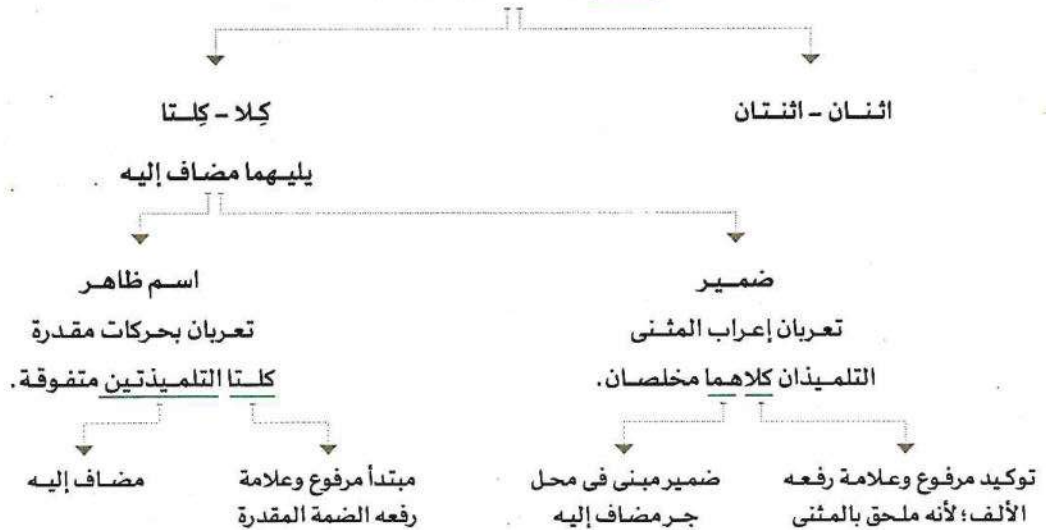 اثنان – اثنتان
كِلا – كِلتا
يليهما مضاف إليه
ضمير
تعربان إعراب المثنى
التلميذان كلاهما مخلصان.
توكيد مرفوع وعلامة رفعه
الألف؛ لأنه ملحق بالمثنى
ضمير مبنى فى محل
جر مضاف إليه
اسم ظاهر
تعربان بحركات مقدرة
كلتا التلميذتين متفوقة.
مبتدأ مرفوع وعلامة
رفعه الضمة المقدرة
مضاف إليه